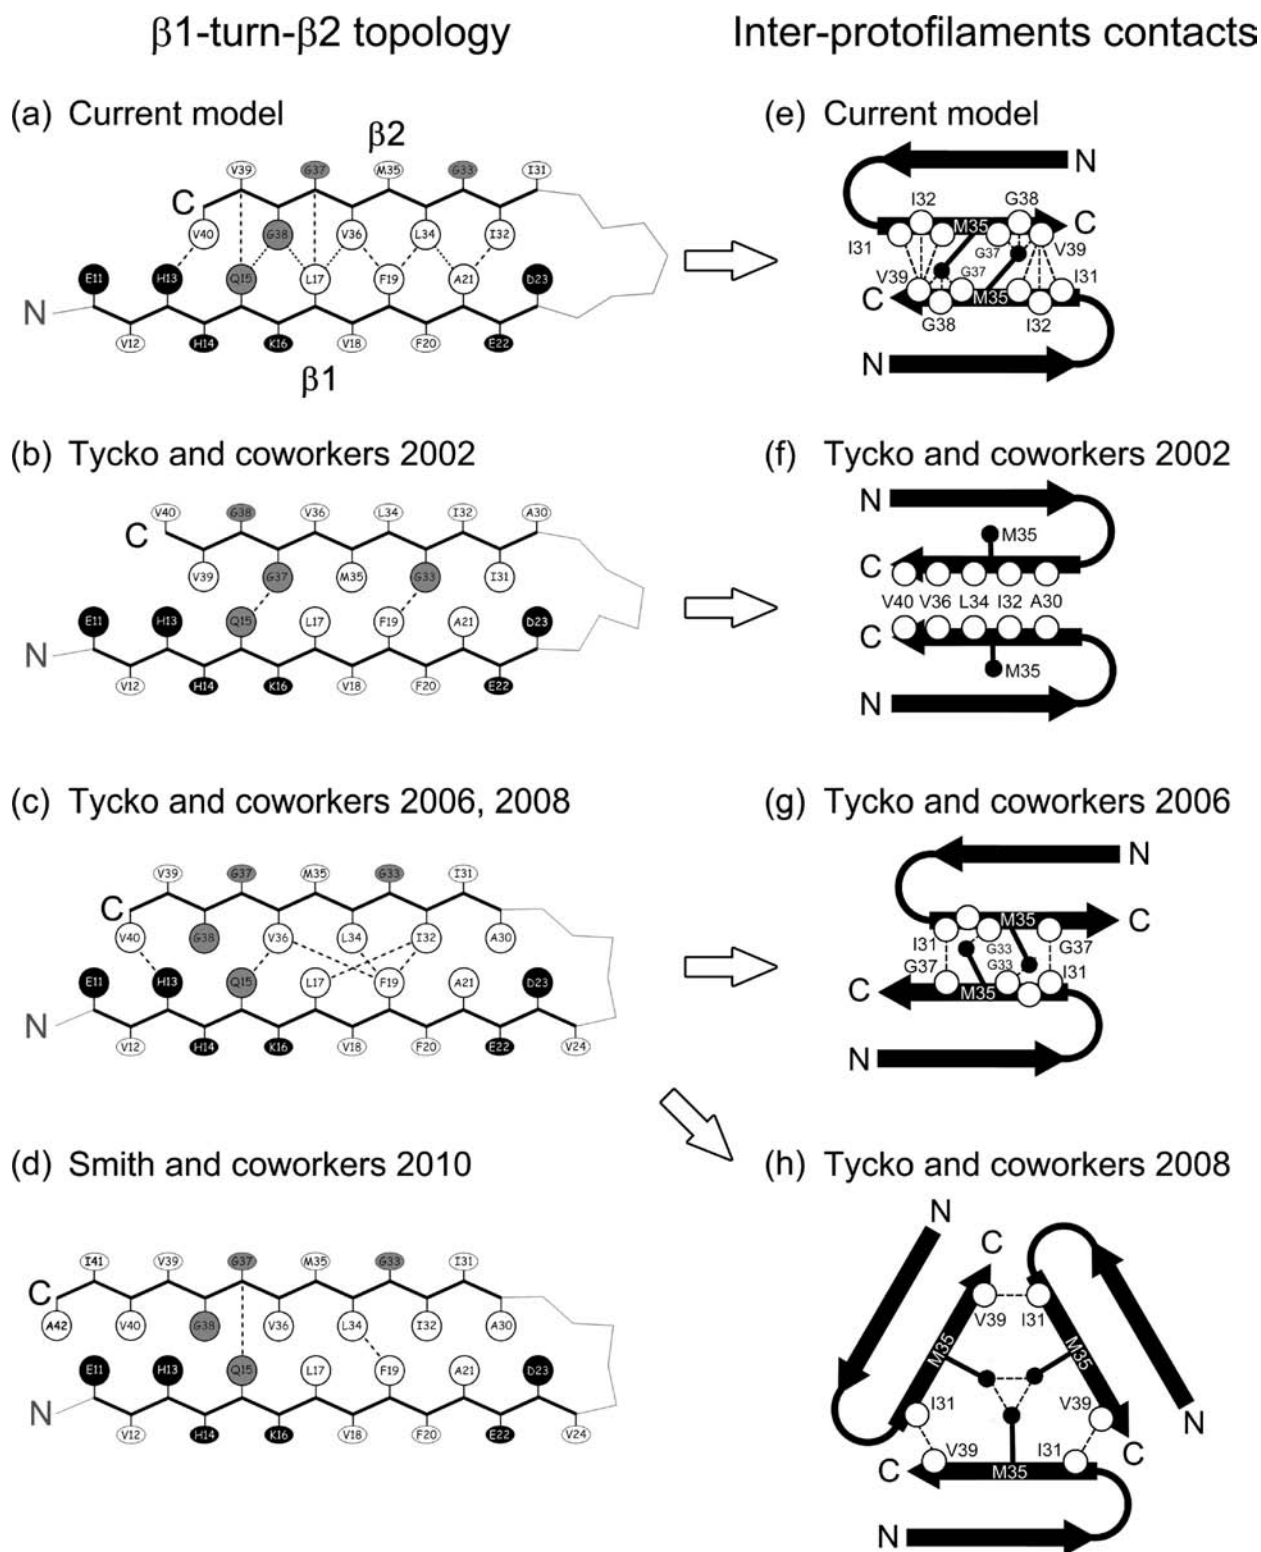 β1-turn-β2 topology
Inter-protofilaments contacts
(a) Current model
β2
V39 G37 M35 G33 I31
C
V40 G38 V36 L34 I32
E11 H13 Q15 L17 F19 A21 D23
N
V12 H14 K16 V18 F20 E22
β1
(e) Current model
N
I32 G38
M35 C
I31 G37 V39
V39 G37 I31
C M35
G38 I32
N
(b) Tycko and coworkers 2002
V40 G38 V36 L34 I32 A30
C
V39 G37 M35 G33 I31
E11 H13 Q15 L17 F19 A21 D23
N
V12 H14 K16 V18 F20 E22
(f) Tycko and coworkers 2002
N
M35
C
V40 V36 L34 I32 A30
C
M35
N
(c) Tycko and coworkers 2006, 2008
V39 G37 M35 G33 I31
C
V40 G38 V36 L34 I32 A30
E11 H13 Q15 L17 F19 A21 D23
N
V12 H14 K16 V18 F20 E22 V24
(g) Tycko and coworkers 2006
N
M35 C
I31 G33 G37
G37 G33 I31
C M35
N
(d) Smith and coworkers 2010
I41 V39 G37 M35 G33 I31
C
A42 V40 G38 V36 L34 I32 A30
E11 H13 Q15 L17 F19 A21 D23
N
V12 H14 K16 V18 F20 E22 V24
(h) Tycko and coworkers 2008
N
C
V39 I31
M35 M35
I31 V39
N
V39 I31 C
C M35
N